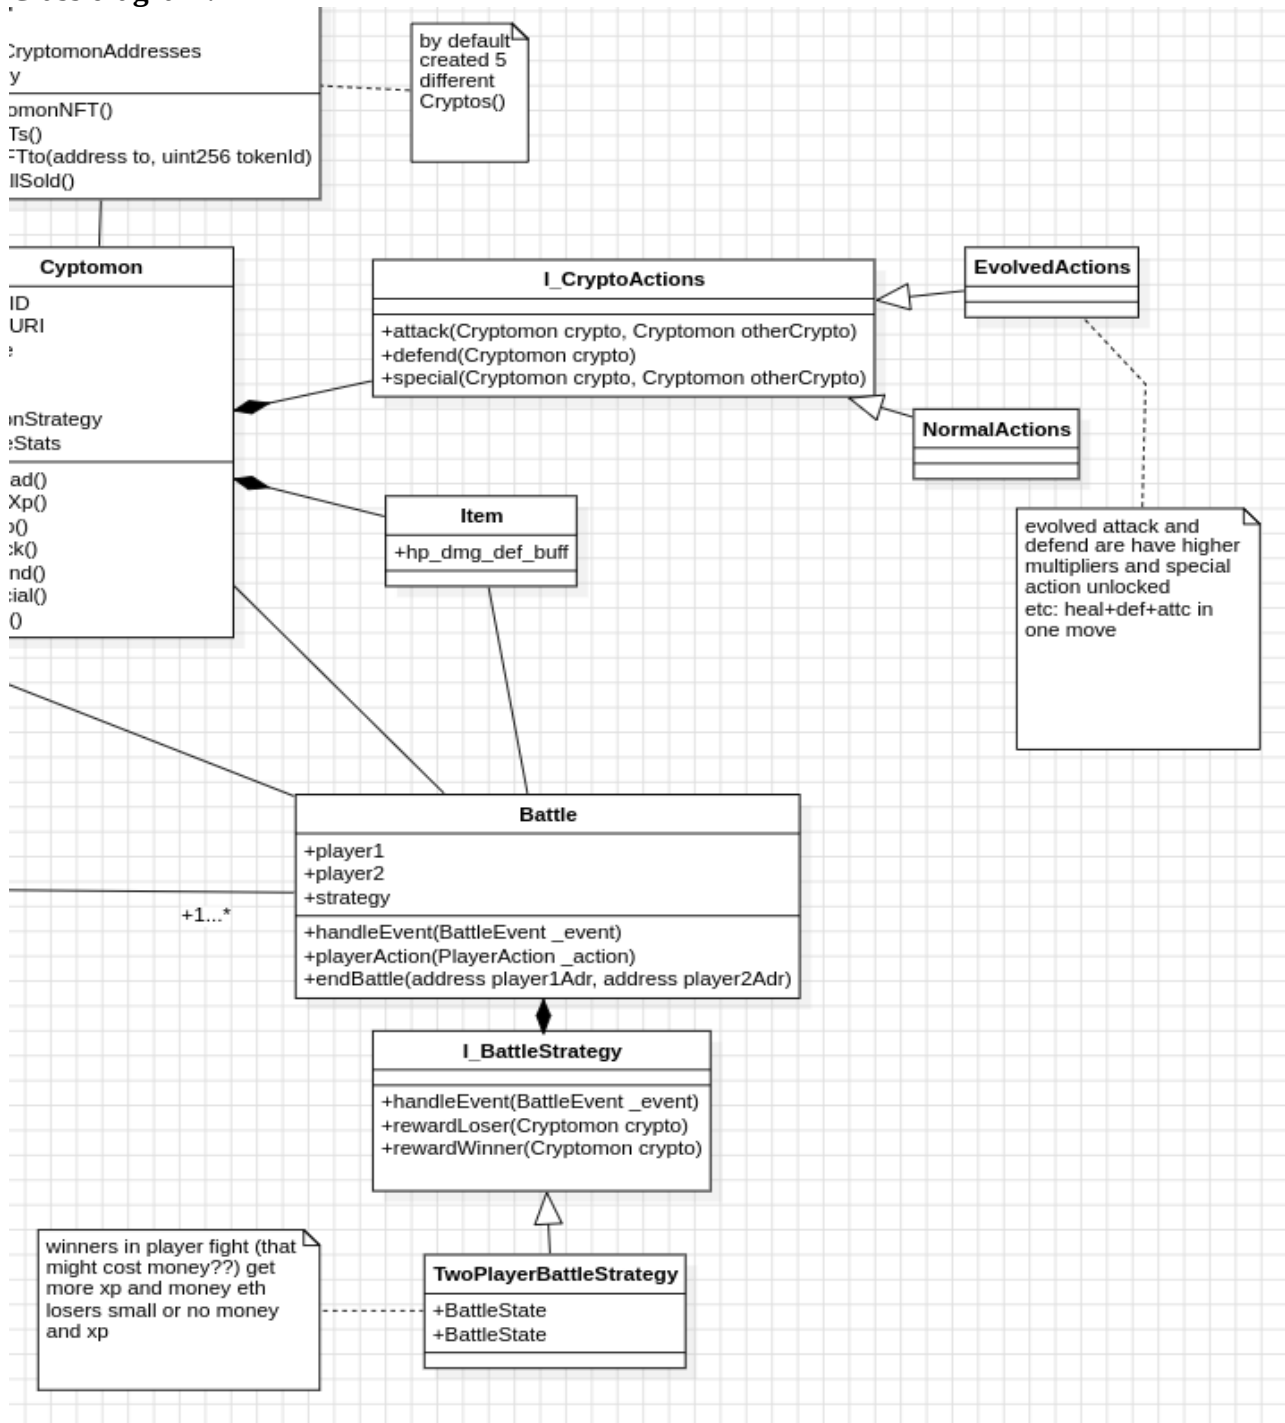 CryptomonAddresses
y
omonNFT()
Ts()
FTto(address to, uint256 tokenId)
llSold()
by default
created 5
different
Cryptos()
Cyptomon
ID
URI
e
onStrategy
eStats
ad()
Xp()
o()
ck()
nd()
cial()
()
I_CryptoActions
+attack(Cryptomon crypto, Cryptomon otherCrypto)
+defend(Cryptomon crypto)
+special(Cryptomon crypto, Cryptomon otherCrypto)
EvolvedActions
NormalActions
evolved attack and
defend are have higher
multipliers and special
action unlocked
etc: heal+def+attc in
one move
Item
+hp_dmg_def_buff
Battle
+player1
+player2
+strategy
+handleEvent(BattleEvent _event)
+playerAction(PlayerAction _action)
+endBattle(address player1Adr, address player2Adr)
+1...*
I_BattleStrategy
+handleEvent(BattleEvent _event)
+rewardLoser(Cryptomon crypto)
+rewardWinner(Cryptomon crypto)
TwoPlayerBattleStrategy
+BattleState
+BattleState
winners in player fight (that
might cost money??) get
more xp and money eth
losers small or no money
and xp